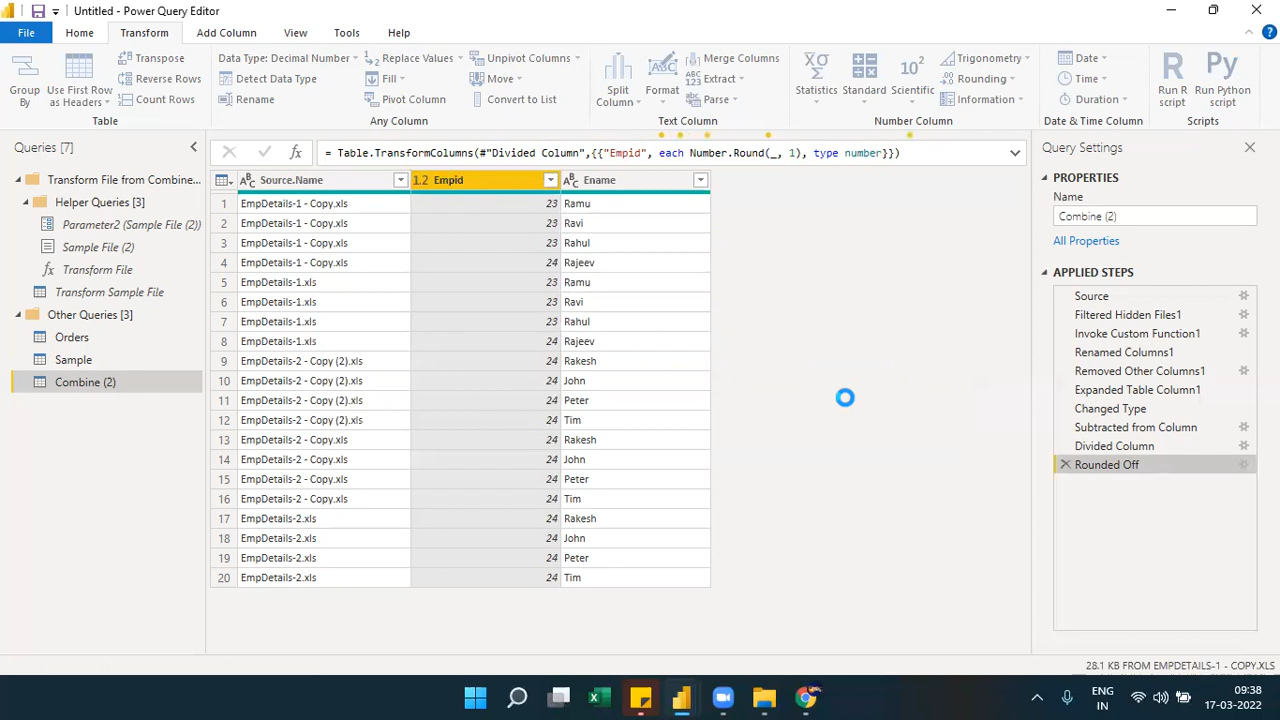 Untitled - Power Query Editor
File Home Transform Add Column View Tools Help
Group By
Use First Row as Headers
Transpose
Reverse Rows
Count Rows
Table
Data Type: Decimal Number
Detect Data Type
Rename
Replace Values
Fill
Pivot Column
Unpivot Columns
Move
Convert to List
Any Column
Split Column
Format
Merge Columns
Extract
Parse
Text Column
Statistics
Standard
Scientific
Trigonometry
Rounding
Information
Number Column
Date
Time
Duration
Date & Time Column
Run R script
Run Python script
Scripts
Queries [7]
Transform File from Combine...
Helper Queries [3]
Parameter2 (Sample File (2))
Sample File (2)
Transform File
Transform Sample File
Other Queries [3]
Orders
Sample
Combine (2)
= Table.TransformColumns(#"Divided Column",{{"Empid", each Number.Round(_, 1), type number}})
Source.Name 1.2 Empid Ename
1 EmpDetails-1 - Copy.xls 23 Ramu
2 EmpDetails-1 - Copy.xls 23 Ravi
3 EmpDetails-1 - Copy.xls 23 Rahul
4 EmpDetails-1 - Copy.xls 24 Rajeev
5 EmpDetails-1.xls 23 Ramu
6 EmpDetails-1.xls 23 Ravi
7 EmpDetails-1.xls 23 Rahul
8 EmpDetails-1.xls 24 Rajeev
9 EmpDetails-2 - Copy (2).xls 24 Rakesh
10 EmpDetails-2 - Copy (2).xls 24 John
11 EmpDetails-2 - Copy (2).xls 24 Peter
12 EmpDetails-2 - Copy (2).xls 24 Tim
13 EmpDetails-2 - Copy.xls 24 Rakesh
14 EmpDetails-2 - Copy.xls 24 John
15 EmpDetails-2 - Copy.xls 24 Peter
16 EmpDetails-2 - Copy.xls 24 Tim
17 EmpDetails-2.xls 24 Rakesh
18 EmpDetails-2.xls 24 John
19 EmpDetails-2.xls 24 Peter
20 EmpDetails-2.xls 24 Tim
Query Settings
PROPERTIES
Name
Combine (2)
All Properties
APPLIED STEPS
Source
Filtered Hidden Files1
Invoke Custom Function1
Renamed Columns1
Removed Other Columns1
Expanded Table Column1
Changed Type
Subtracted from Column
Divided Column
Rounded Off
28.1 KB FROM EMPDETAILS-1 - COPY.XLS
ENG IN
09:38
17-03-2022